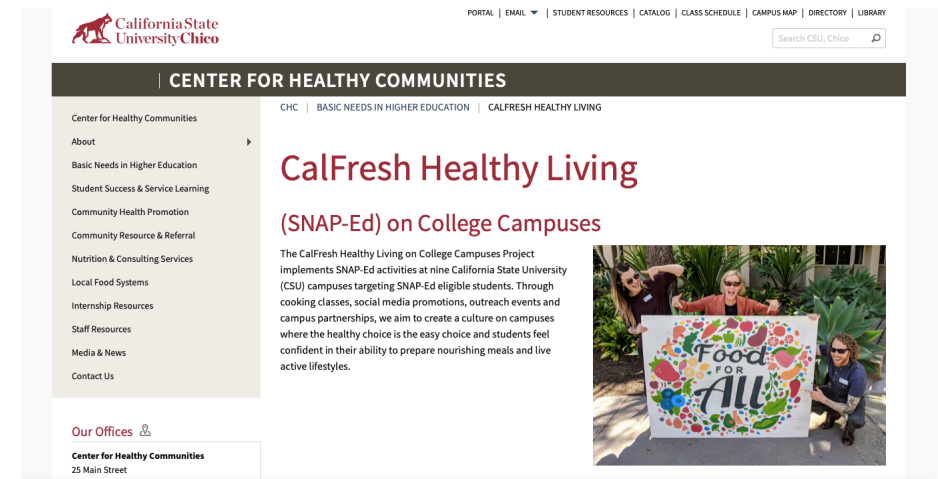 California State
University Chico
PORTAL | EMAIL | STUDENT RESOURCES | CATALOG | CLASS SCHEDULE | CAMPUS MAP | DIRECTORY | LIBRARY
Search CSU, Chico
| CENTER FOR HEALTHY COMMUNITIES
Center for Healthy Communities
About
Basic Needs in Higher Education
Student Success & Service Learning
Community Health Promotion
Community Resource & Referral
Nutrition & Consulting Services
Local Food Systems
Internship Resources
Staff Resources
Media & News
Contact Us
Our Offices
Center for Healthy Communities
25 Main Street
CHC | BASIC NEEDS IN HIGHER EDUCATION | CALFRESH HEALTHY LIVING
CalFresh Healthy Living
(SNAP-Ed) on College Campuses
The CalFresh Healthy Living on College Campuses Project
implements SNAP-Ed activities at nine California State University
(CSU) campuses targeting SNAP-Ed eligible students. Through
cooking classes, social media promotions, outreach events and
campus partnerships, we aim to create a culture on campuses
where the healthy choice is the easy choice and students feel
confident in their ability to prepare nourishing meals and live
active lifestyles.
Food
FOR
All